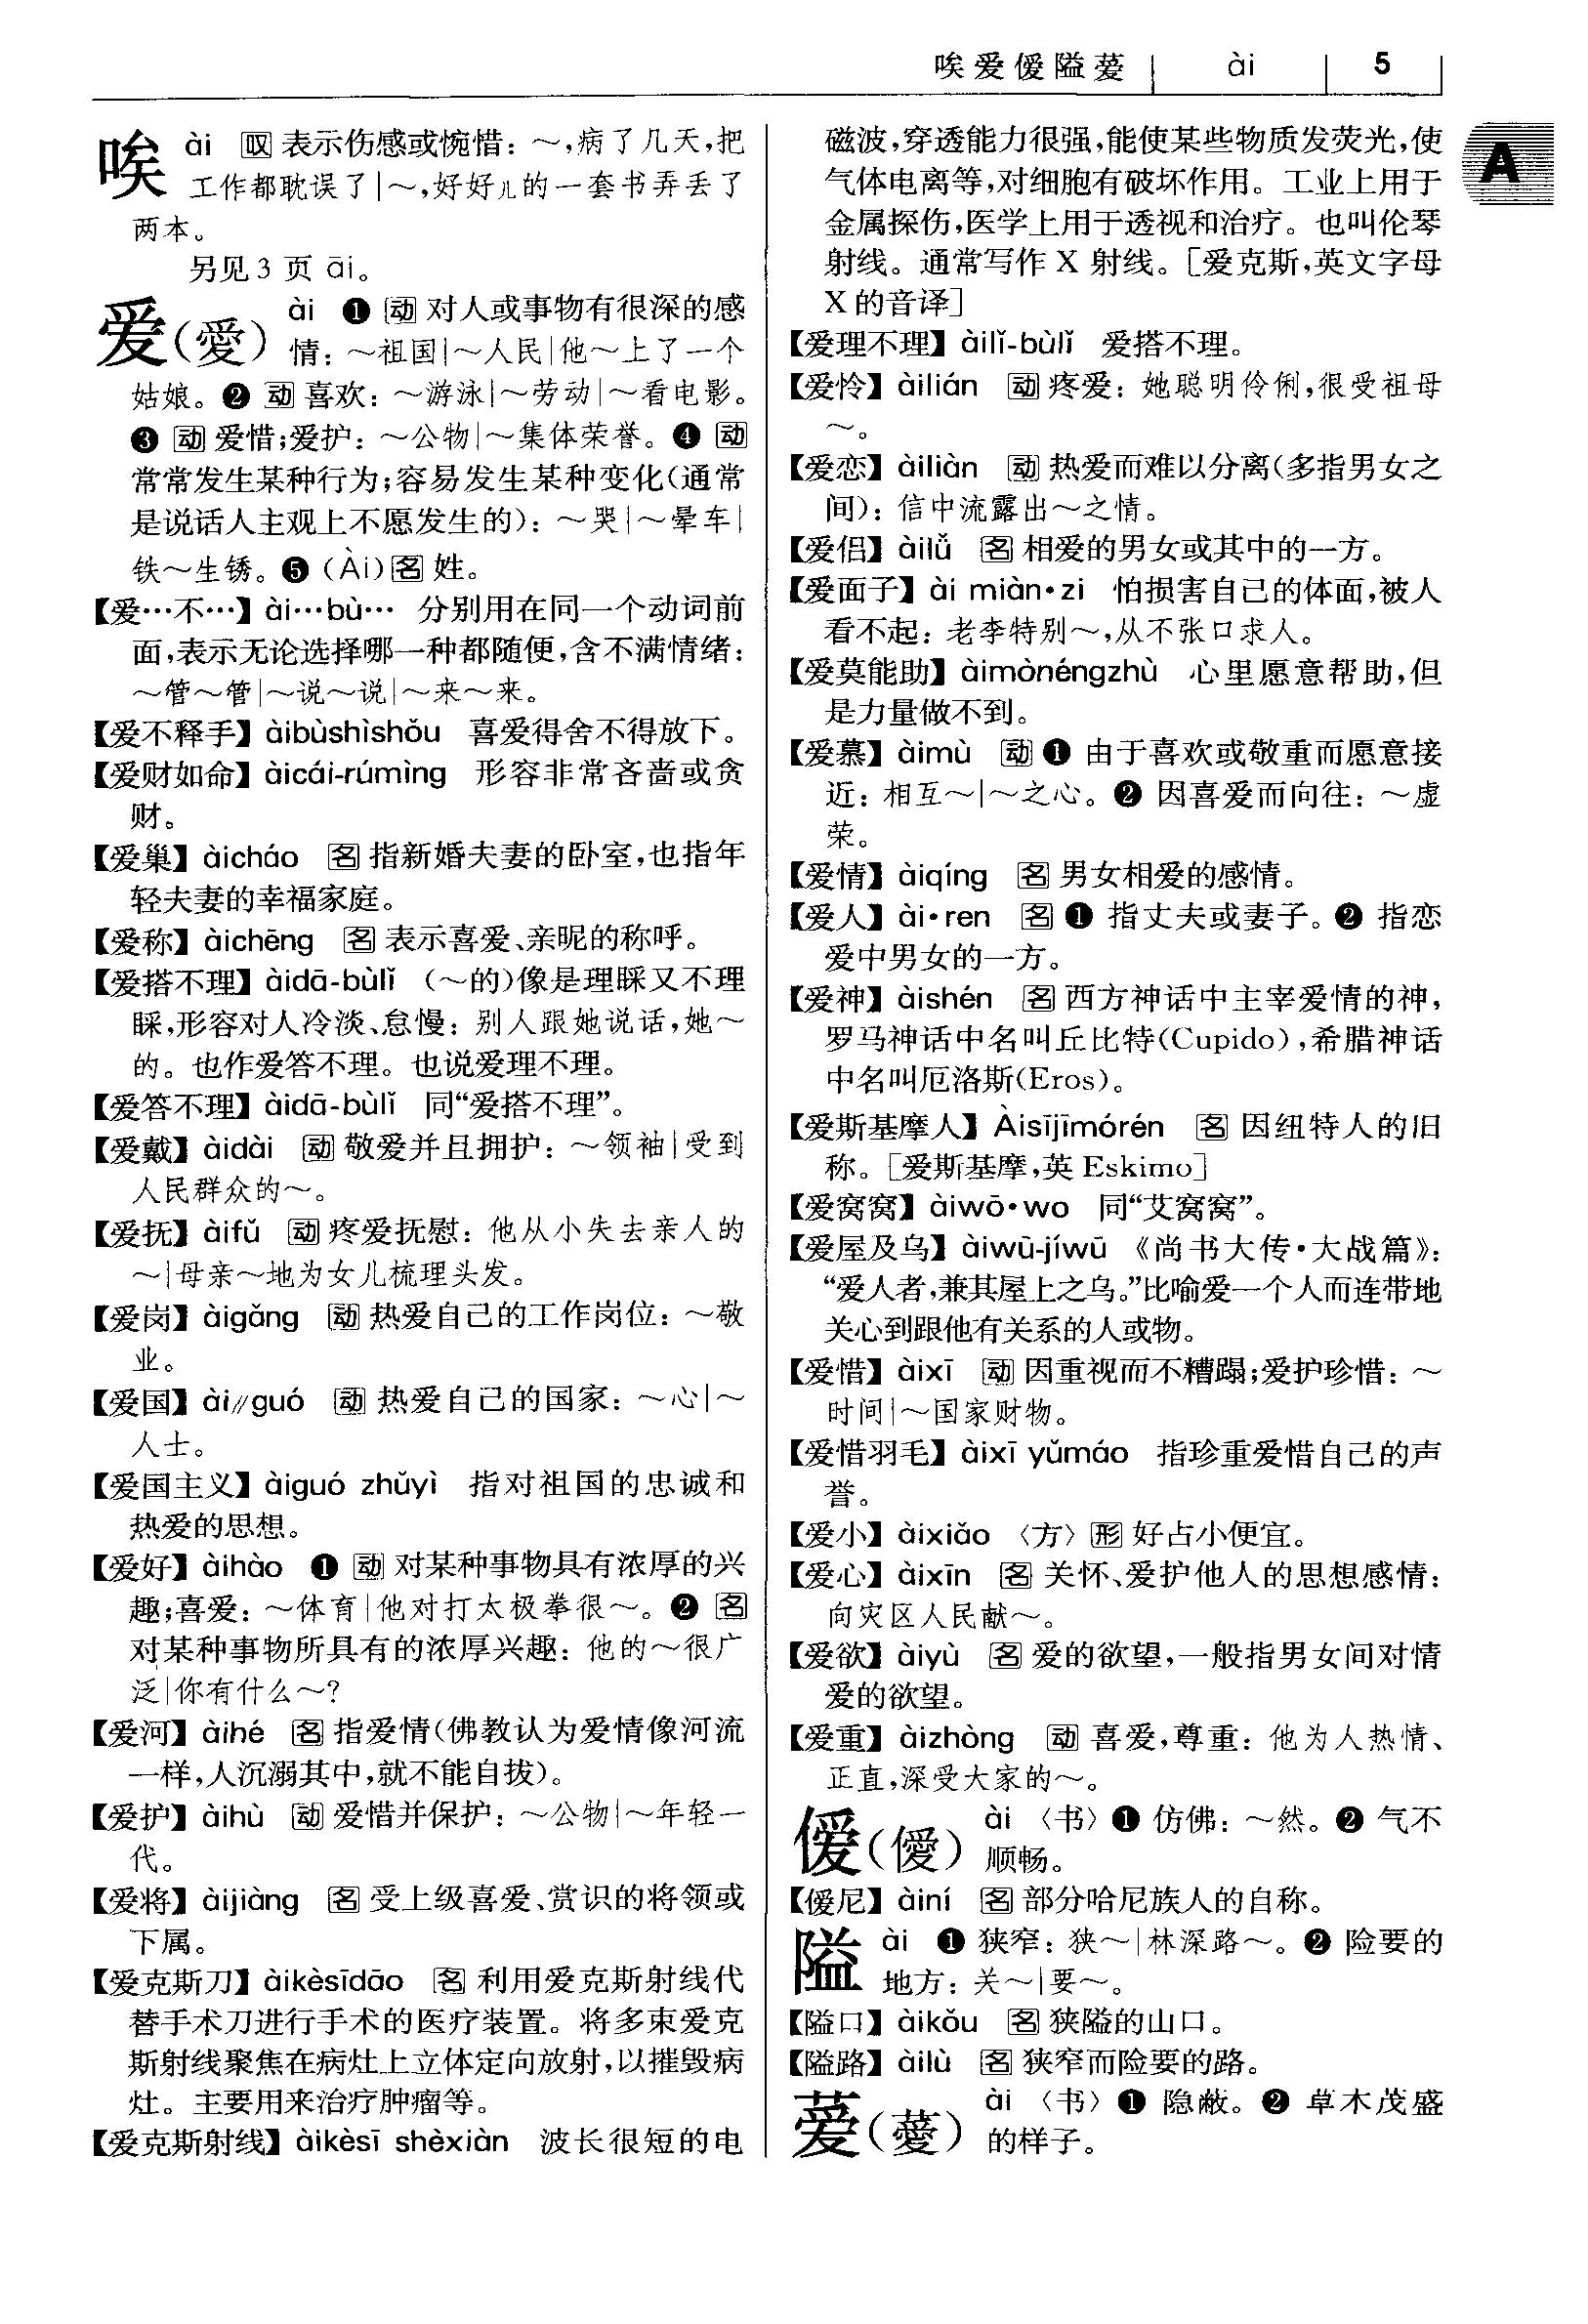 唉爱僾隘薆 ài 5
A
唉 ài 叹 表示伤感或惋惜：～，病了几天，把
工作都耽误了|～，好好儿的一套书弄丢了
两本。
另见3页 āi。
爱(愛) ài ❶ 动 对人或事物有很深的感
情：～祖国|～人民|他～上了一个
姑娘。❷ 动 喜欢：～游泳|～劳动|～看电影。
❸ 动 爱惜；爱护：～公物|～集体荣誉。❹ 动
常常发生某种行为；容易发生某种变化(通常
是说话人主观上不愿发生的)：～哭|～晕车|
铁～生锈。❺ (Ài)名 姓。
【爱…不…】ài…bù… 分别用在同一个动词前
面，表示无论选择哪一种都随便，含不满情绪：
～管～管|～说～说|～来～来。
【爱不释手】àibùshìshǒu 喜爱得舍不得放下。
【爱财如命】àicái-rúmìng 形容非常吝啬或贪
财。
【爱巢】àicháo 名 指新婚夫妻的卧室，也指年
轻夫妻的幸福家庭。
【爱称】àichēng 名 表示喜爱、亲昵的称呼。
【爱搭不理】àidā-bùlǐ (～的)像是理睬又不理
睬，形容对人冷淡、怠慢：别人跟她说话，她～
的。也作爱答不理。也说爱理不理。
【爱答不理】àidā-bùlǐ 同“爱搭不理”。
【爱戴】àidài 动 敬爱并且拥护：～领袖|受到
人民群众的～。
【爱抚】àifǔ 动 疼爱抚慰：他从小失去亲人的
～|母亲～地为女儿梳理头发。
【爱岗】àigǎng 动 热爱自己的工作岗位：～敬
业。
【爱国】ài//guó 动 热爱自己的国家：～心|～
人士。
【爱国主义】àiguó zhǔyì 指对祖国的忠诚和
热爱的思想。
【爱好】àihào ❶ 动 对某种事物具有浓厚的兴
趣；喜爱：～体育|他对打太极拳很～。❷ 名
对某种事物所具有的浓厚兴趣：他的～很广
泛|你有什么～？
【爱河】àihé 名 指爱情(佛教认为爱情像河流
一样，人沉溺其中，就不能自拔)。
【爱护】àihù 动 爱惜并保护：～公物|～年轻一
代。
【爱将】àijiàng 名 受上级喜爱、赏识的将领或
下属。
【爱克斯刀】àikèsīdāo 名 利用爱克斯射线代
替手术刀进行手术的医疗装置。将多束爱克
斯射线聚焦在病灶上立体定向放射，以摧毁病
灶。主要用来治疗肿瘤等。
【爱克斯射线】àikèsī shèxiàn 波长很短的电
磁波，穿透能力很强，能使某些物质发荧光，使
气体电离等，对细胞有破坏作用。工业上用于
金属探伤，医学上用于透视和治疗。也叫伦琴
射线。通常写作 X 射线。[爱克斯，英文字母
X 的音译]
【爱理不理】àilǐ-bùlǐ 爱搭不理。
【爱怜】àilián 动 疼爱：她聪明伶俐，很受祖母
～。
【爱恋】àiliàn 动 热爱而难以分离(多指男女之
间)：信中流露出～之情。
【爱侣】àilǚ 名 相爱的男女或其中的一方。
【爱面子】ài miàn·zi 怕损害自己的体面，被人
看不起：老李特别～，从不张口求人。
【爱莫能助】àimònéngzhù 心里愿意帮助，但
是力量做不到。
【爱慕】àimù 动 ❶ 由于喜欢或敬重而愿意接
近：相互～|～之心。❷ 因喜爱而向往：～虚
荣。
【爱情】àiqíng 名 男女相爱的感情。
【爱人】ài·ren 名 ❶ 指丈夫或妻子。❷ 指恋
爱中男女的一方。
【爱神】àishén 名 西方神话中主宰爱情的神，
罗马神话中名叫丘比特(Cupido)，希腊神话
中名叫厄洛斯(Eros)。
【爱斯基摩人】Àisījīmórén 名 因纽特人的旧
称。[爱斯基摩，英 Eskimo]
【爱窝窝】àiwō·wo 同“艾窝窝”。
【爱屋及乌】àiwū-jíwū 《尚书大传·大战篇》：
“爱人者，兼其屋上之乌。”比喻爱一个人而连带地
关心到跟他有关系的人或物。
【爱惜】àixī 动 因重视而不糟蹋；爱护珍惜：～
时间|～国家财物。
【爱惜羽毛】àixī yǔmáo 指珍重爱惜自己的声
誉。
【爱小】àixiǎo 〈方〉形 好占小便宜。
【爱心】àixīn 名 关怀、爱护他人的思想感情：
向灾区人民献～。
【爱欲】àiyù 名 爱的欲望，一般指男女间对情
爱的欲望。
【爱重】àizhòng 动 喜爱，尊重：他为人热情、
正直，深受大家的～。
僾(僾) ài 〈书〉❶ 仿佛：～然。❷ 气不
顺畅。
【僾尼】àiní 名 部分哈尼族人的自称。
隘 ài ❶ 狭窄：狭～|林深路～。❷ 险要的
地方：关～|要～。
【隘口】àikǒu 名 狭隘的山口。
【隘路】àilù 名 狭窄而险要的路。
薆(薆) ài 〈书〉❶ 隐蔽。❷ 草木茂盛
的样子。